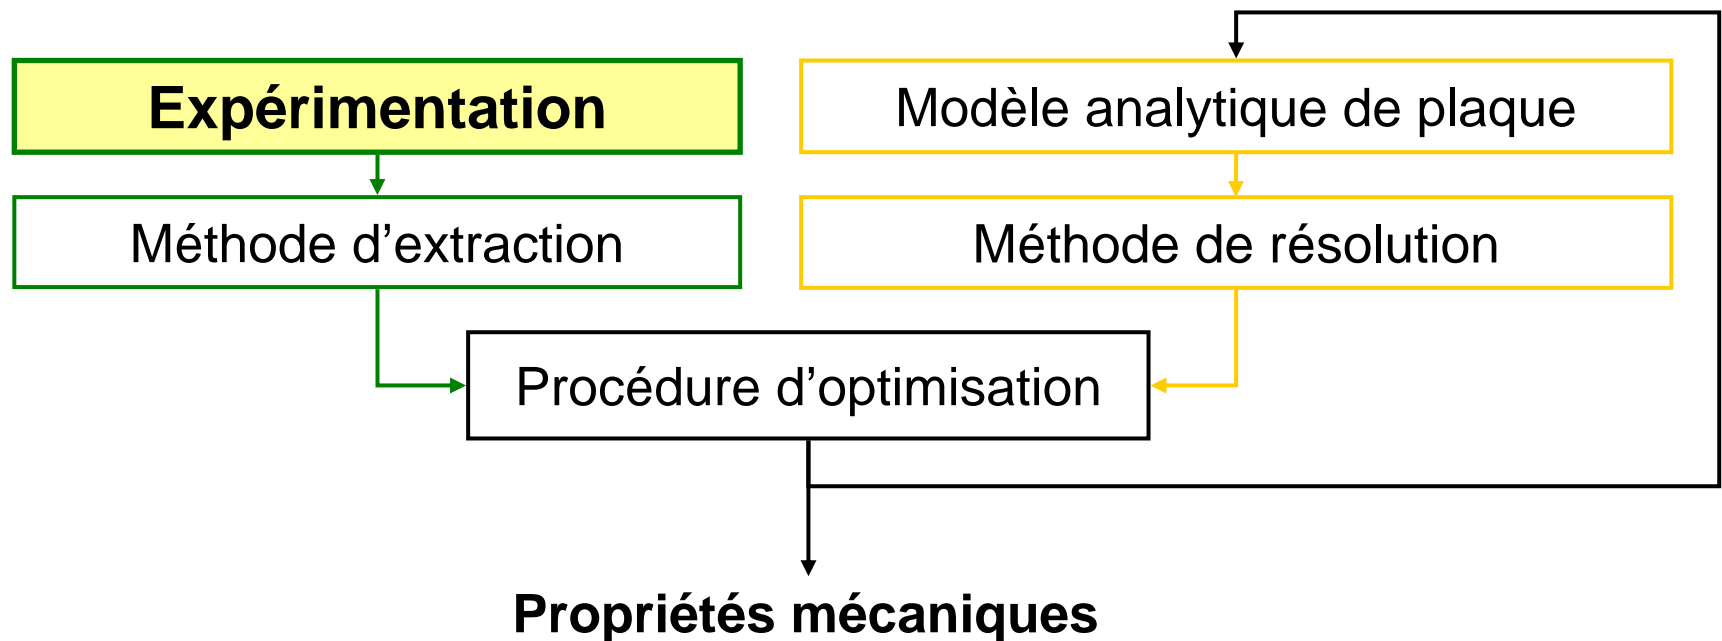 Expérimentation
Modèle analytique de plaque
Méthode d’extraction
Méthode de résolution
Procédure d’optimisation
Propriétés mécaniques